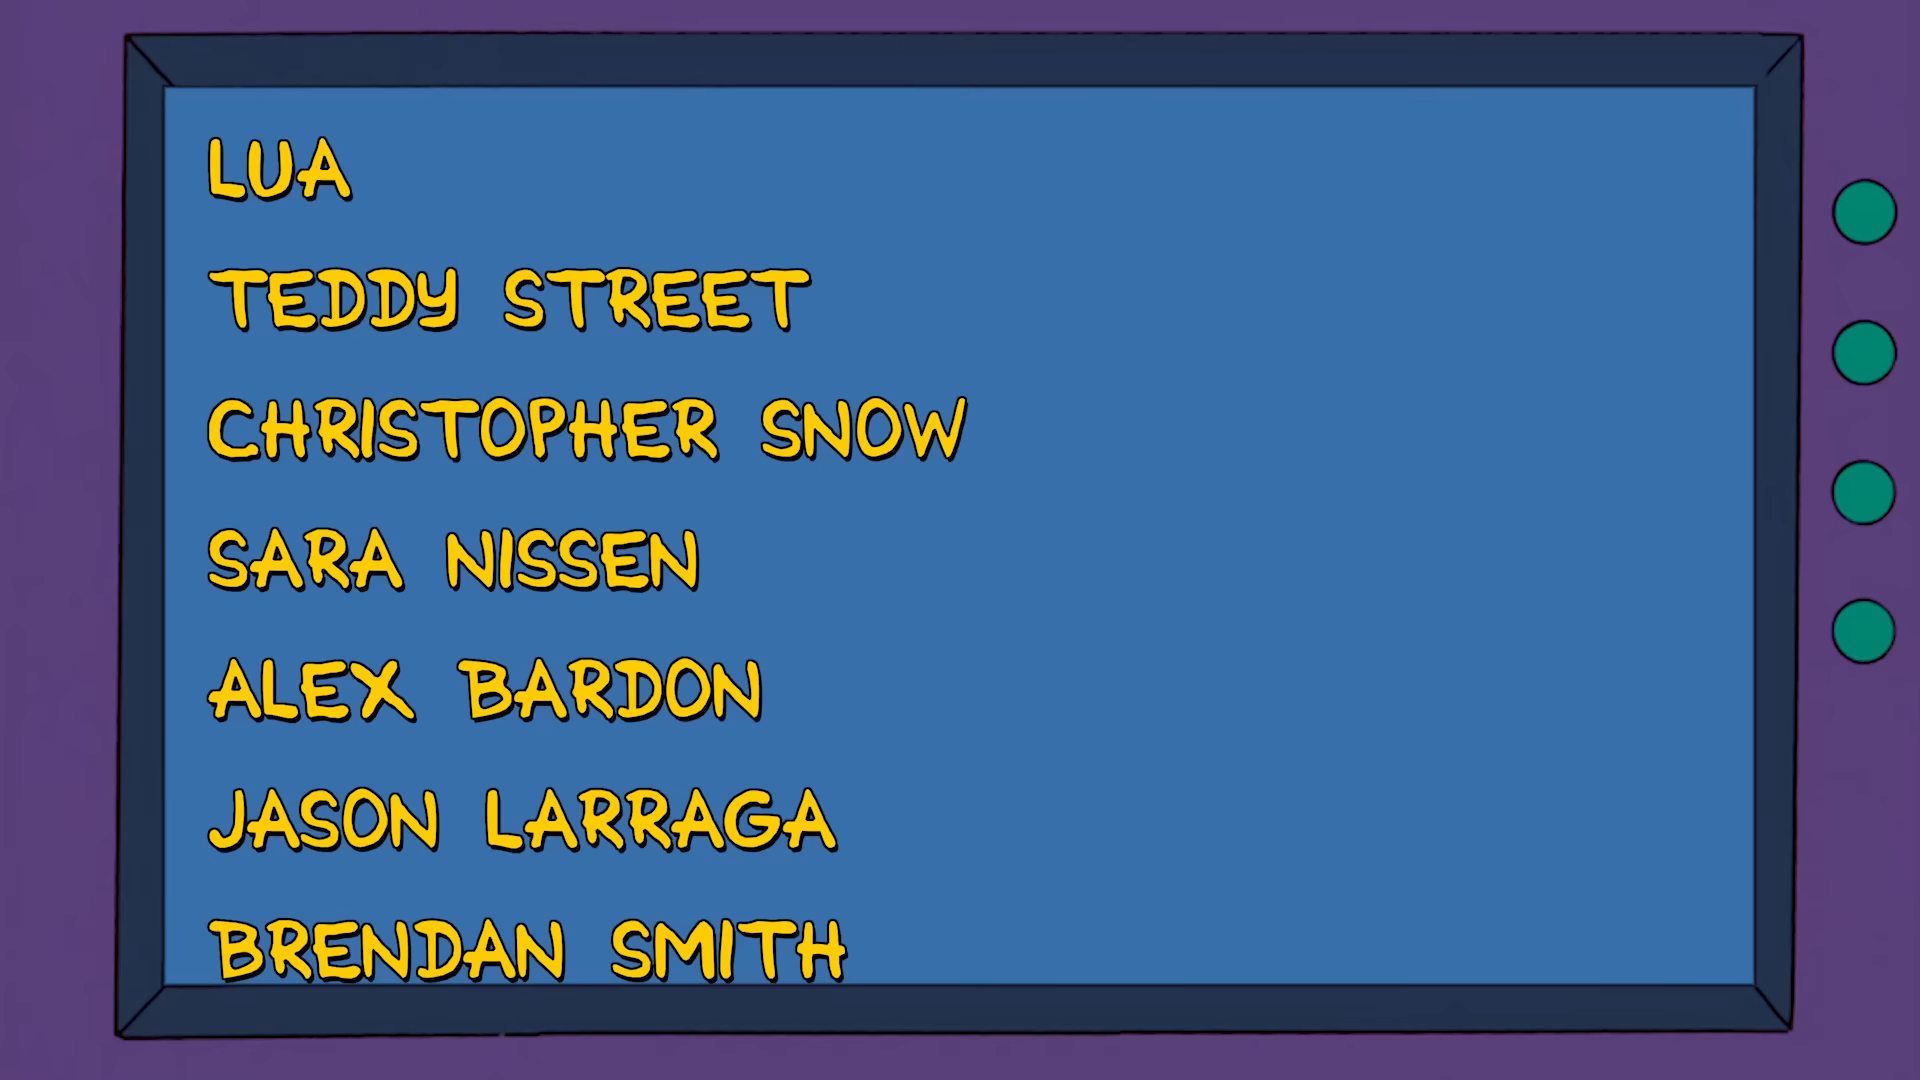 LUA
TEDDY STREET
CHRISTOPHER SNOW
SARA NISSEN
ALEX BARDON
JASON LARRAGA
BRENDAN SMITH